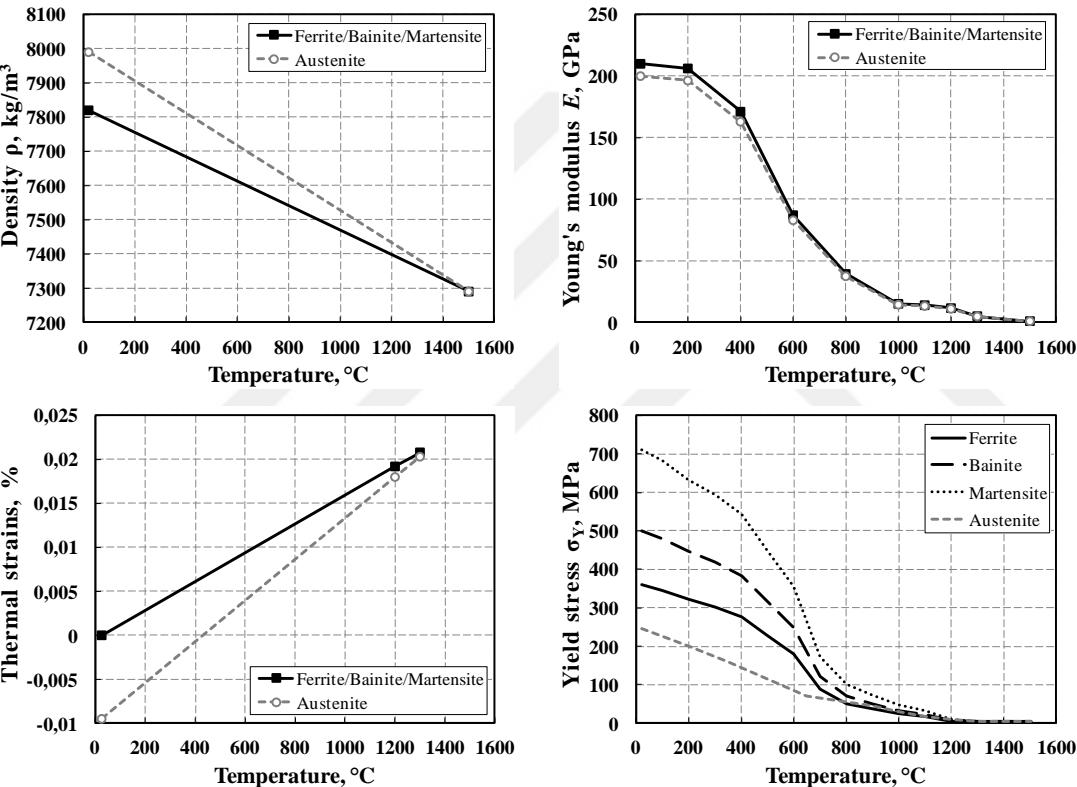 Density ρ, kg/m³
8100
8000
7900
7800
7700
7600
7500
7400
7300
7200
Ferrite/Bainite/Martensite
Austenite
0 200 400 600 800 1000 1200 1400 1600
Temperature, °C
Young's modulus E, GPa
250
200
150
100
50
0
Ferrite/Bainite/Martensite
Austenite
0 200 400 600 800 1000 1200 1400 1600
Temperature, °C
Thermal strains, %
0,025
0,02
0,015
0,01
0,005
0
-0,005
-0,01
Ferrite/Bainite/Martensite
Austenite
0 200 400 600 800 1000 1200 1400 1600
Temperature, °C
Yield stress σY, MPa
800
700
600
500
400
300
200
100
0
Ferrite
Bainite
Martensite
Austenite
0 200 400 600 800 1000 1200 1400 1600
Temperature, °C